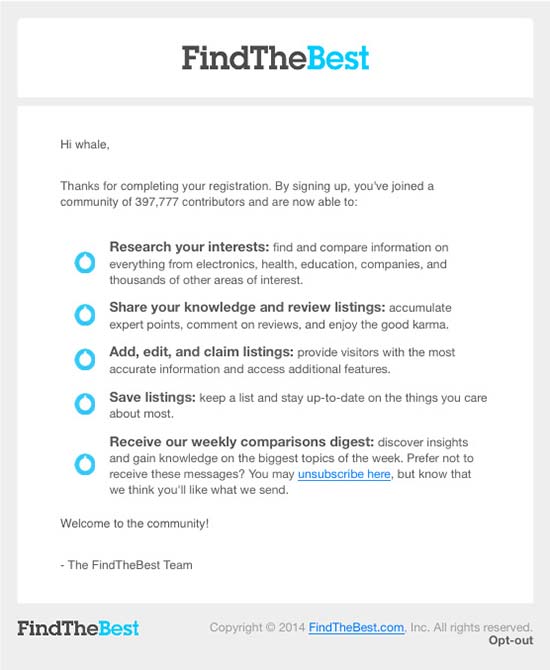 FindTheBest
Hi whale,
Thanks for completing your registration. By signing up, you've joined a
community of 397,777 contributors and are now able to:
Research your interests: find and compare information on
everything from electronics, health, education, companies, and
thousands of other areas of interest.
Share your knowledge and review listings: accumulate
expert points, comment on reviews, and enjoy the good karma.
Add, edit, and claim listings: provide visitors with the most
accurate information and access additional features.
Save listings: keep a list and stay up-to-date on the things you care
about most.
Receive our weekly comparisons digest: discover insights
and gain knowledge on the biggest topics of the week. Prefer not to
receive these messages? You may unsubscribe here, but know that
we think you'll like what we send.
Welcome to the community!
- The FindTheBest Team
FindTheBest
Copyright © 2014 FindTheBest.com, Inc. All rights reserved.
Opt-out